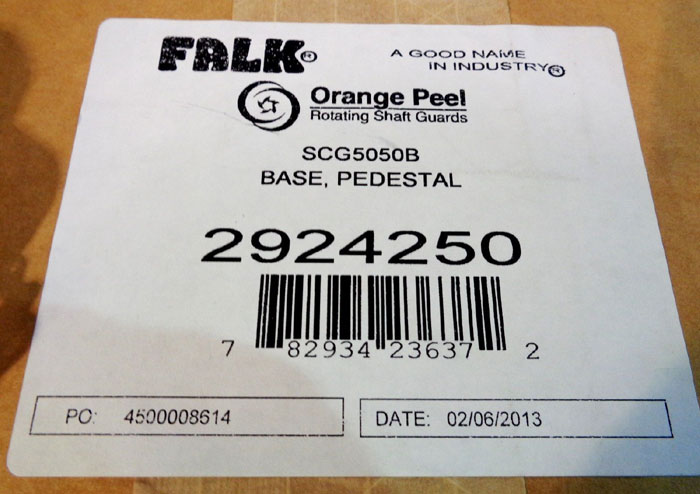 FALK®
A GOOD NAME
IN INDUSTRY®
Orange Peel
Rotating Shaft Guards
SCG5050B
BASE, PEDESTAL
2924250
7 82934 23637 2
PO: 4500008614
DATE: 02/06/2013